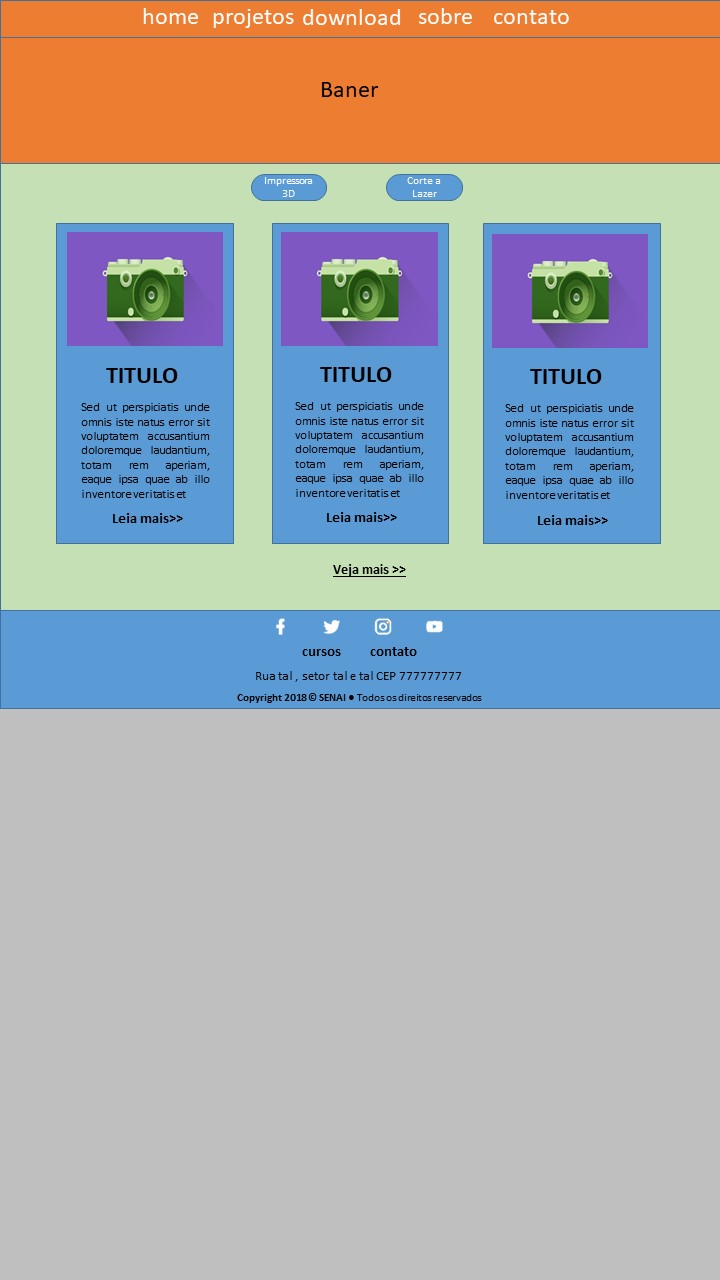 home projetos download sobre contato
Baner
Impressora
3D
Corte a
Lazer
TITULO
Sed ut perspiciatis unde
omnis iste natus error sit
voluptatem accusantium
doloremque laudantium,
totam rem aperiam,
eaque ipsa quae ab illo
inventore veritatis et
Leia mais>>
TITULO
Sed ut perspiciatis unde
omnis iste natus error sit
voluptatem accusantium
doloremque laudantium,
totam rem aperiam,
eaque ipsa quae ab illo
inventore veritatis et
Leia mais>>
TITULO
Sed ut perspiciatis unde
omnis iste natus error sit
voluptatem accusantium
doloremque laudantium,
totam rem aperiam,
eaque ipsa quae ab illo
inventore veritatis et
Leia mais>>
Veja mais >>
cursos contato
Rua tal , setor tal e tal CEP 777777777
Copyright 2018 © SENAI ● Todos os direitos reservados